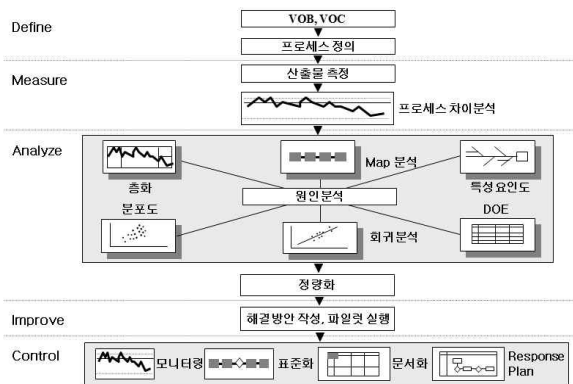 Define
VOB, VOC
프로세스 정의
Measure
산출물 측정
프로세스 차이분석
Analyze
층화
Map 분석
특성요인도
원인분석
분포도
회귀분석
DOE
정량화
Improve
해결방안 작성, 파일럿 실행
Control
모니터링
표준화
문서화
Response
Plan